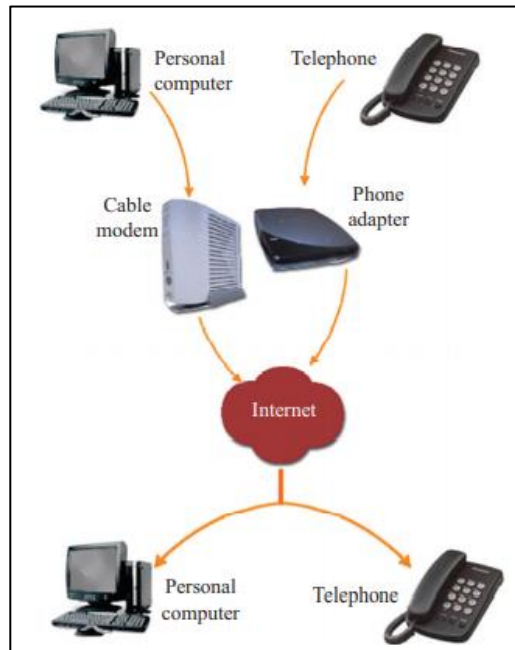 Personal
computer
Telephone
Cable
modem
Phone
adapter
Internet
Personal
computer
Telephone